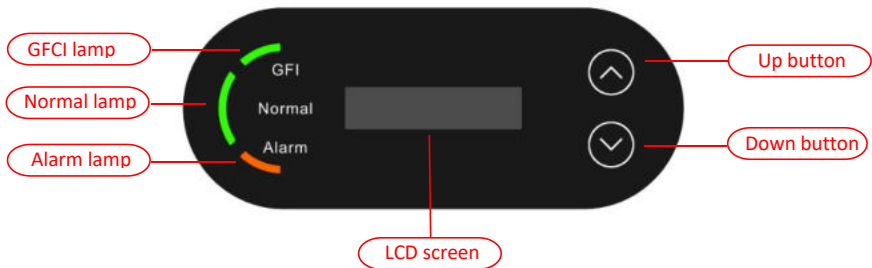 GFCI lamp
GFI
Up button
Normal lamp
Normal
Alarm
Alarm lamp
Down button
LCD screen